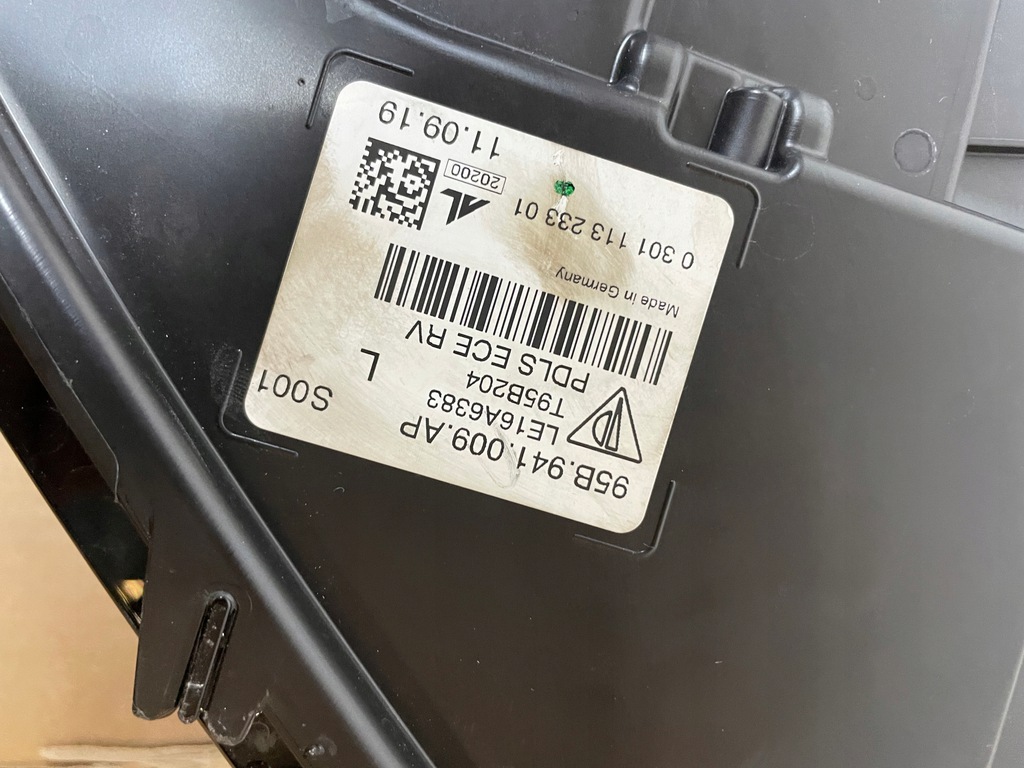 95B.941.009.AP
LE16A6383
T95B204
S001
PDLS ECE RV
L
Made in Germany
0 301 113 233 01
AL
20200
11.09.19